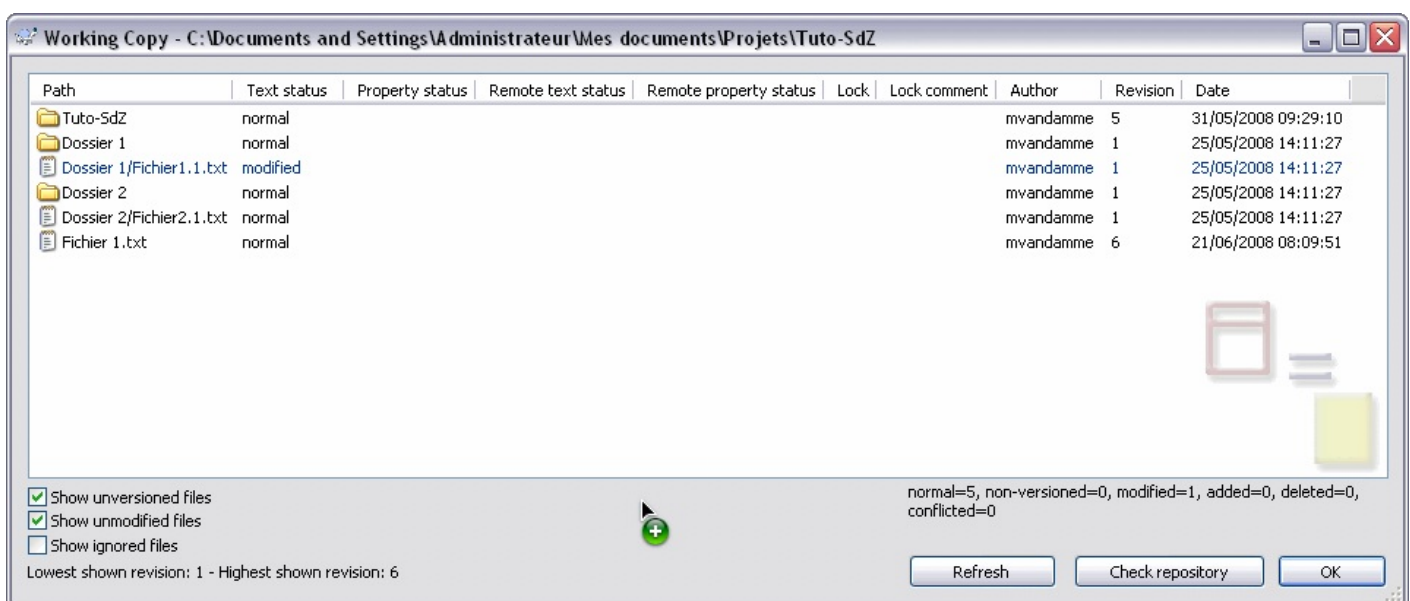 Working Copy - C:\Documents and Settings\Administrateur\Mes documents\Projets\Tuto-SdZ
Path Text status Property status Remote text status Remote property status Lock Lock comment Author Revision Date
Tuto-SdZ normal mvandamme 5 31/05/2008 09:29:10
Dossier 1 normal mvandamme 1 25/05/2008 14:11:27
Dossier 1/Fichier1.1.txt modified mvandamme 1 25/05/2008 14:11:27
Dossier 2 normal mvandamme 1 25/05/2008 14:11:27
Dossier 2/Fichier2.1.txt normal mvandamme 1 25/05/2008 14:11:27
Fichier 1.txt normal mvandamme 6 21/06/2008 08:09:51
Show unversioned files
Show unmodified files
Show ignored files
Lowest shown revision: 1 - Highest shown revision: 6
normal=5, non-versioned=0, modified=1, added=0, deleted=0,
conflicted=0
Refresh Check repository OK